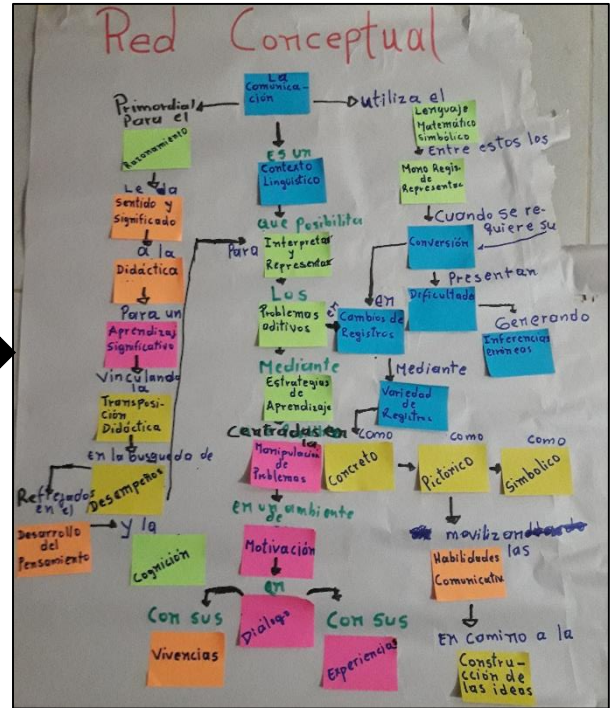 Red Conceptual
La
Comunica-
ción
Primordial
Para el
Razonamiento
Le da
Sentido y
Significado
a la
Didáctica
Para un
Aprendizaje
Significativo
Vinculando
la
Transposi-
ción
Didáctica
En la busqueda de
Desempeños
Reflejados
en el
Desarrollo
del
Pensamiento
y la
Cognición
Es un
Contexto
Lingüístico
que posibilita
Para
Interpretar
y
Representar
Los
Problemas
aditivos
Mediante
Estrategias
de
Aprendizaje
Centradas en
la
Manipulación
de
Problemas
en un ambiente
de
Motivación
en
Diálogo
Con sus
Vivencias
Con sus
Experiencias
utiliza el
Lenguaje
Matemático
Simbólico
Entre estos los
Mono Regis.
de
Representac
Cuando se re-
quiere su
Conversión
Presentan
Dificultade
Generando
Inferencias
erróneos
en
Cambios de
Registros
Mediante
Variedad
de
Registros
como
Concreto
como
Pictórico
como
Simbólico
movilizando
las
Habilidades
Comunicativ
En camino a la
Constru-
cción de
las ideas